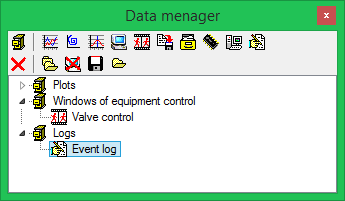 Data menager
x
Plots
Windows of equipment control
Valve control
Logs
Event log